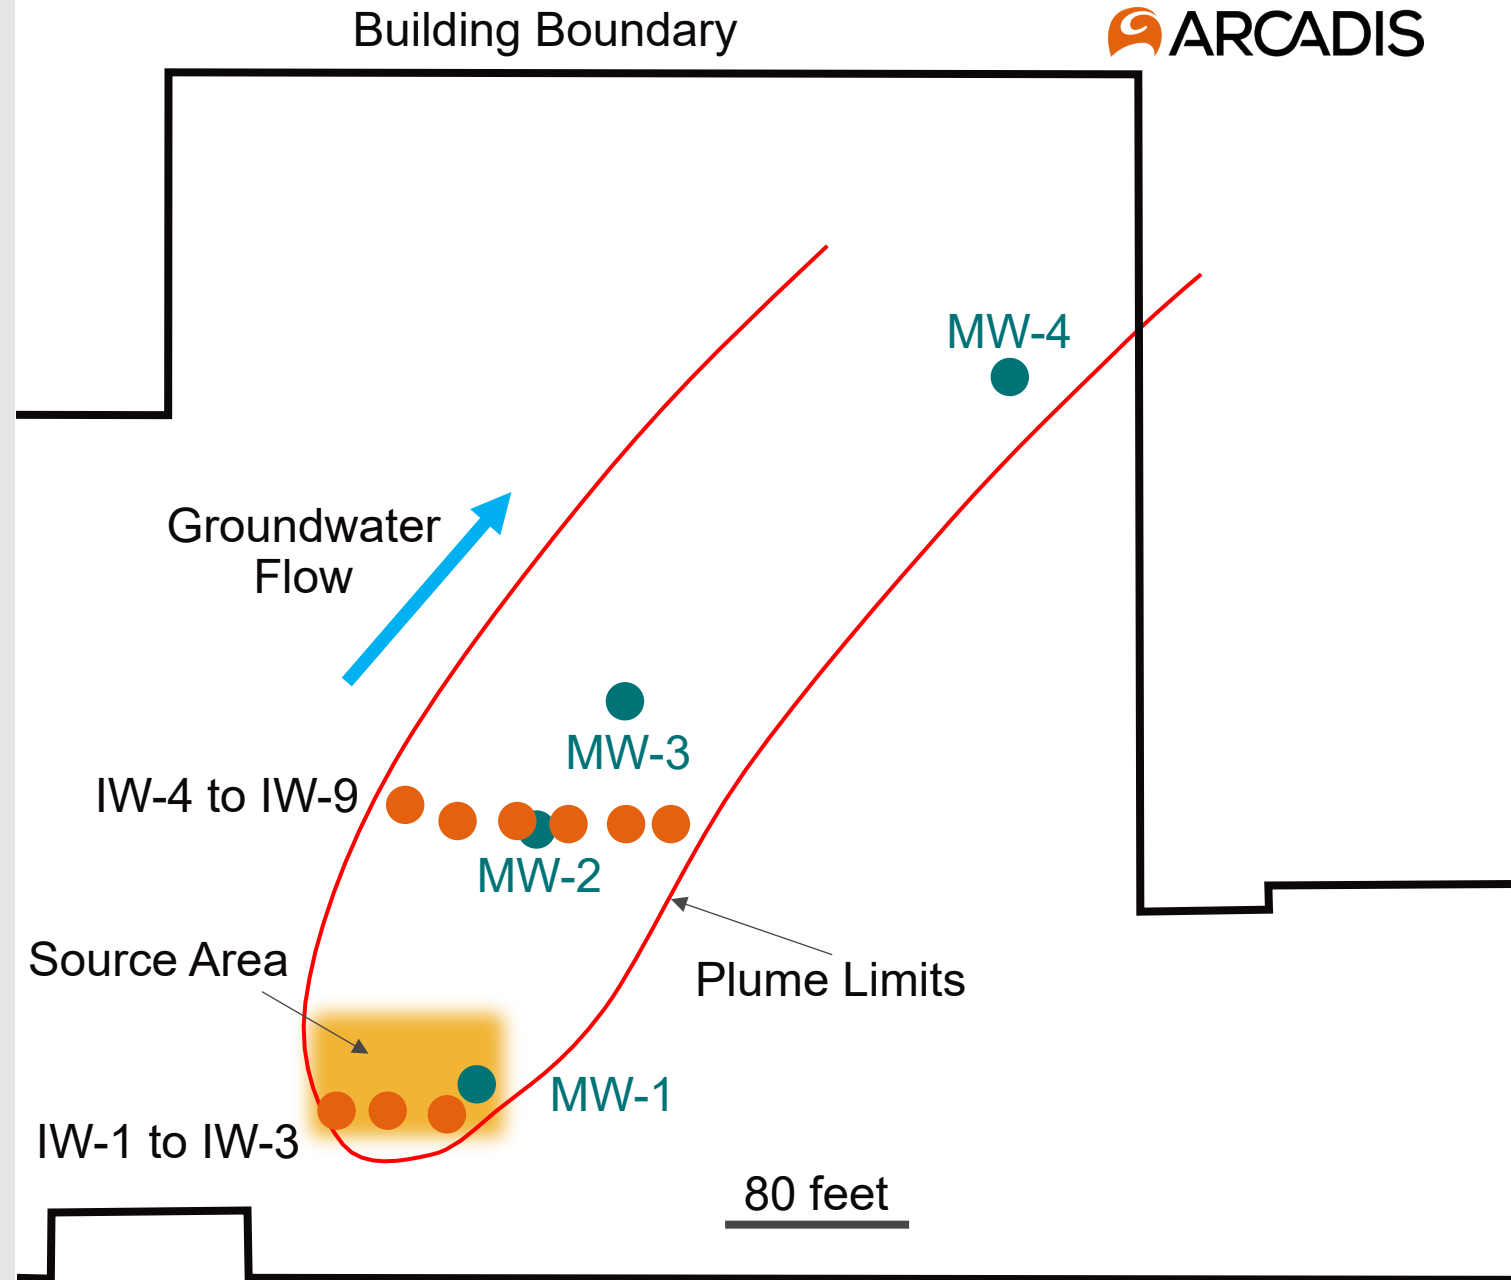 Building Boundary
ARCADIS
MW-4
Groundwater
Flow
MW-3
IW-4 to IW-9
MW-2
Source Area
Plume Limits
MW-1
IW-1 to IW-3
80 feet